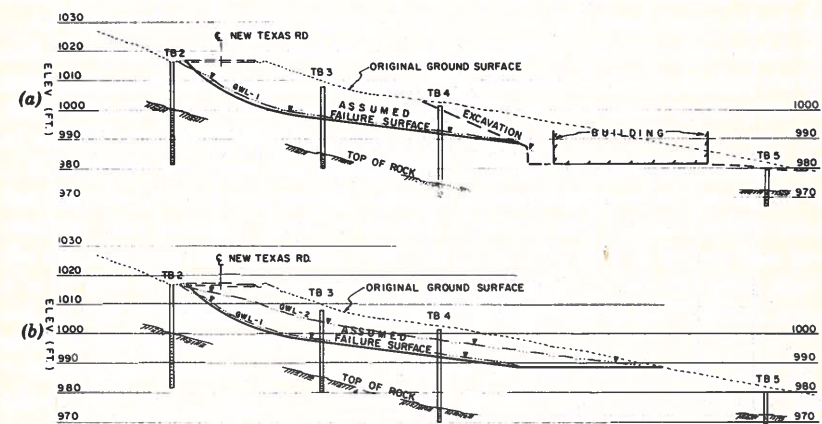 1030
1020
1010
1000
990
980
970
ELEV (FT.)
(a)
TB 2
℄ NEW TEXAS RD
GWL-1
TB 3
ORIGINAL GROUND SURFACE
ASSUMED
FAILURE SURFACE
TB 4
EXCAVATION
TOP OF ROCK
BUILDING
TB 5
1000
990
980
970
1030
1020
1010
1000
990
980
970
ELEV (FT.)
(b)
TB 2
℄ NEW TEXAS RD.
GWL-1
GWL-2
TB 3
ORIGINAL GROUND SURFACE
ASSUMED
FAILURE SURFACE
TB 4
TOP OF ROCK
TB 5
1000
990
980
970